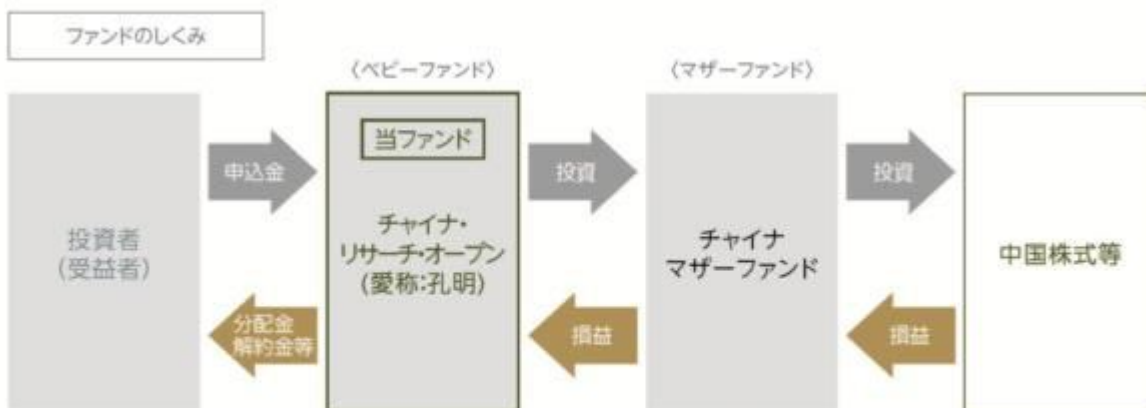 ファンドのしくみ
〈ベビーファンド〉
〈マザーファンド〉
投資者
(受益者)
申込金
分配金
解約金等
当ファンド
チャイナ・
リサーチ・オープン
(愛称:孔明)
投資
損益
チャイナ
マザーファンド
投資
損益
中国株式等